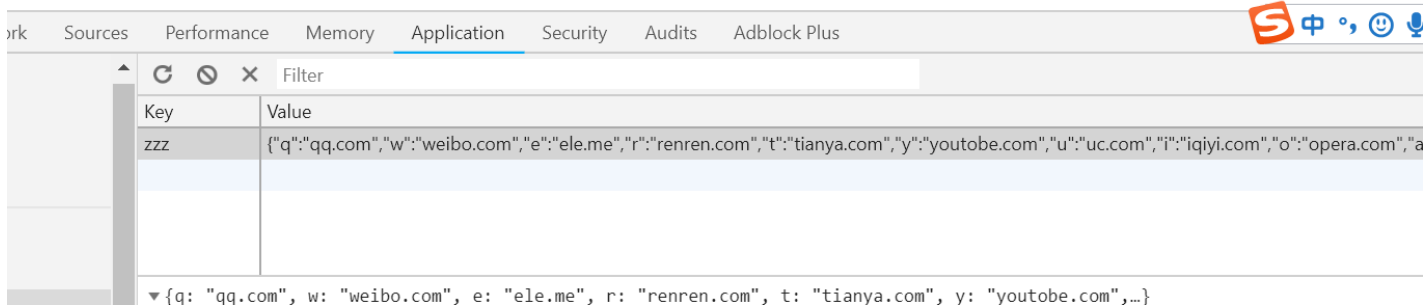 Sources Performance Memory Application Security Audits Adblock Plus 中
Filter
Key Value
zzz {"q":"qq.com","w":"weibo.com","e":"ele.me","r":"renren.com","t":"tianya.com","y":"youtobe.com","u":"uc.com","i":"iqiyi.com","o":"opera.com","a
▼{q: "qq.com", w: "weibo.com", e: "ele.me", r: "renren.com", t: "tianya.com", y: "youtobe.com",…}